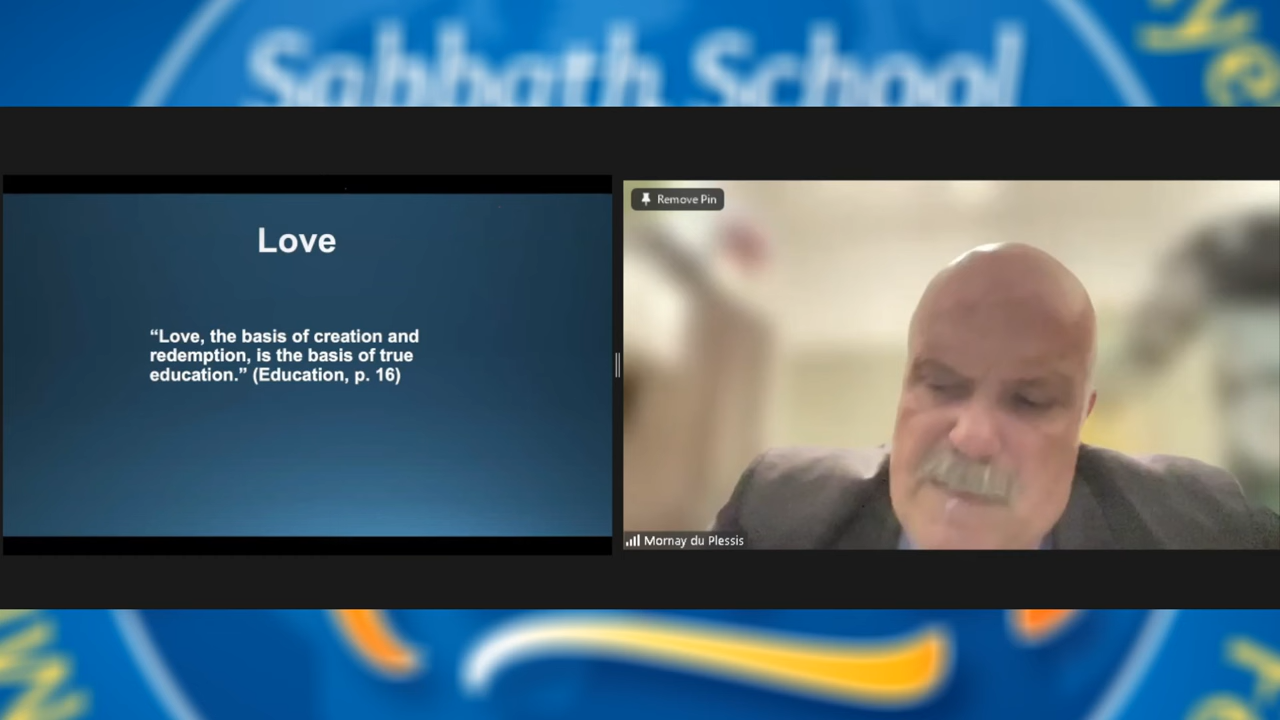 Sabbath School
Love
“Love, the basis of creation and
redemption, is the basis of true
education.” (Education, p. 16)
Remove Pin
Mornay du Plessis